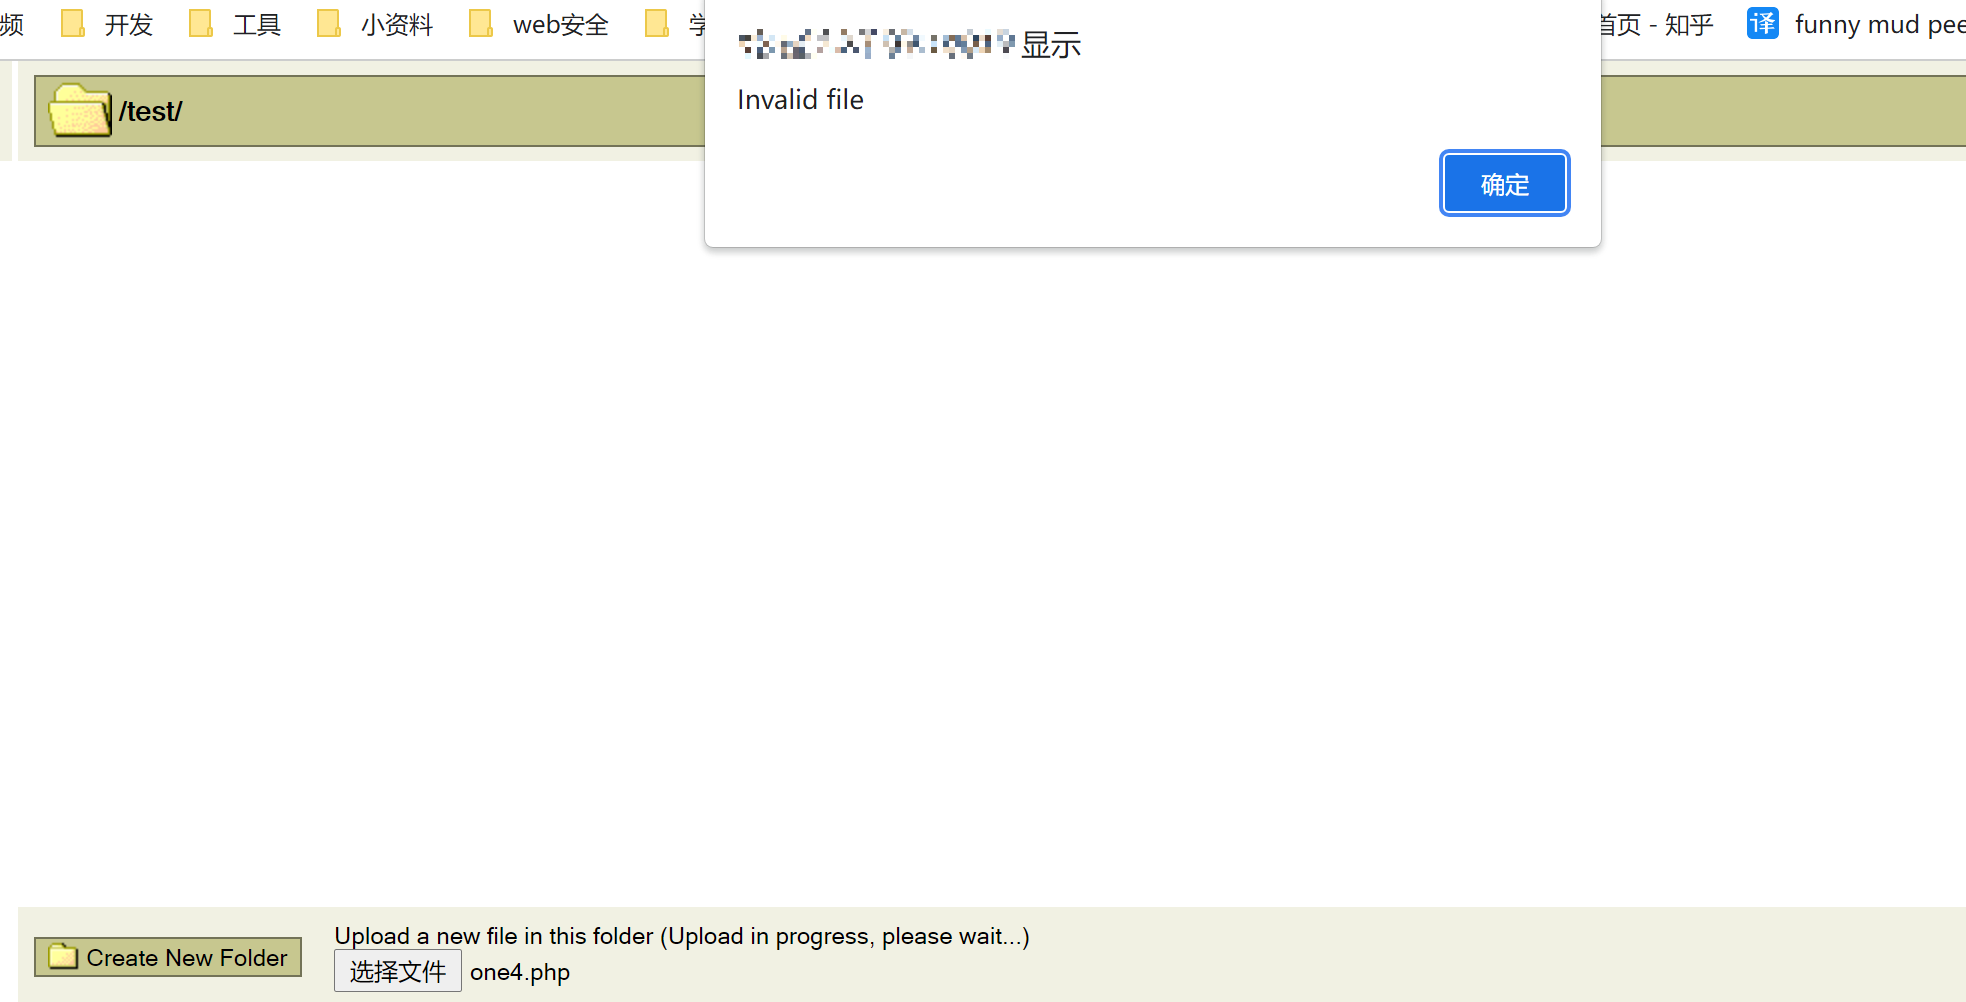 频 开发 工具 小资料 web安全 学
首页 - 知乎 译 funny mud pee
显示
Invalid file
确定
/test/
Create New Folder
Upload a new file in this folder (Upload in progress, please wait...)
选择文件 one4.php